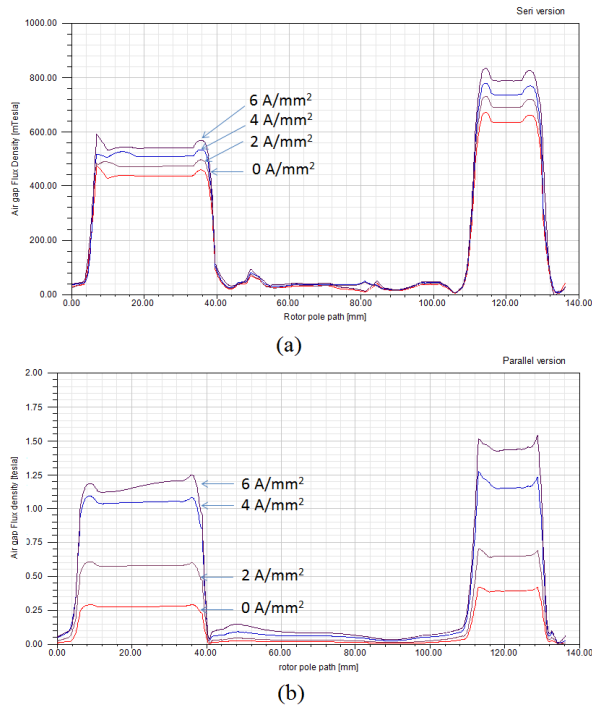 Seri version
1000.00
800.00
600.00
400.00
200.00
0.00
Air gap Flux Density [mTesla]
6 A/mm²
4 A/mm²
2 A/mm²
0 A/mm²
0.00 20.00 40.00 60.00 80.00 100.00 120.00 140.00
Rotor pole path [mm]
(a)
Parallel version
2.00
1.75
1.50
1.25
1.00
0.75
0.50
0.25
0.00
Air gap Flux density [tesla]
6 A/mm²
4 A/mm²
2 A/mm²
0 A/mm²
0.00 20.00 40.00 60.00 80.00 100.00 120.00 140.00
rotor pole path [mm]
(b)